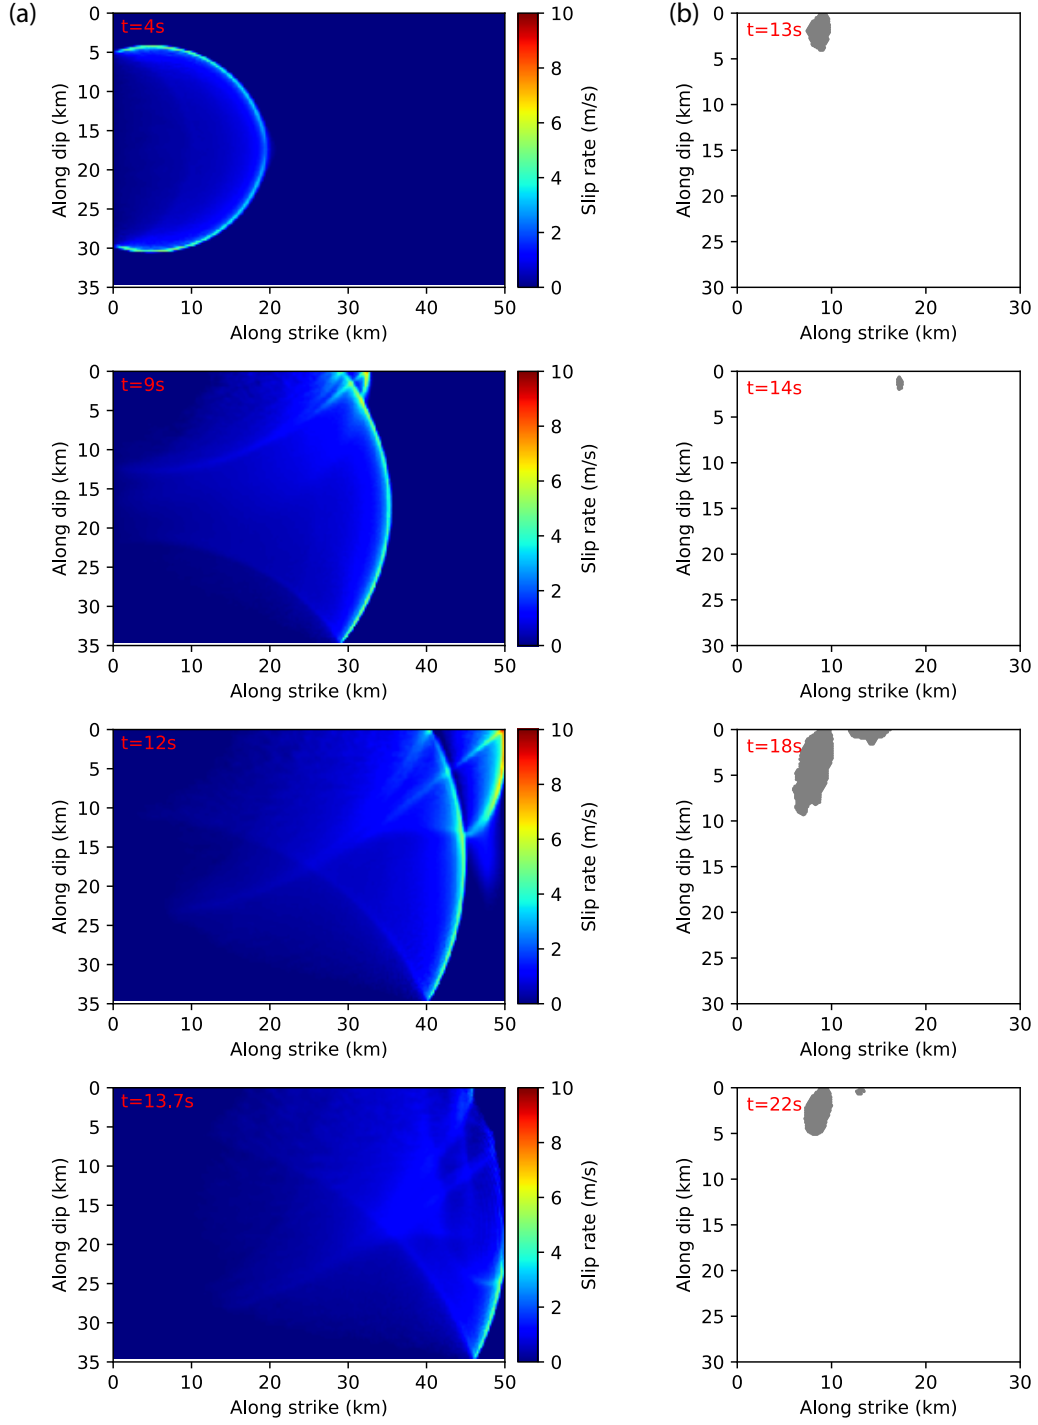 (a)
t=4s
0
5
10
15
20
25
30
35
Along dip (km)
0 10 20 30 40 50
Along strike (km)
10
8
6
4
2
0
Slip rate (m/s)
t=9s
0
5
10
15
20
25
30
35
Along dip (km)
0 10 20 30 40 50
Along strike (km)
10
8
6
4
2
0
Slip rate (m/s)
t=12s
0
5
10
15
20
25
30
35
Along dip (km)
0 10 20 30 40 50
Along strike (km)
10
8
6
4
2
0
Slip rate (m/s)
t=13.7s
0
5
10
15
20
25
30
35
Along dip (km)
0 10 20 30 40 50
Along strike (km)
10
8
6
4
2
0
Slip rate (m/s)
(b)
t=13s
0
5
10
15
20
25
30
Along dip (km)
0 10 20 30
Along strike (km)
t=14s
0
5
10
15
20
25
30
Along dip (km)
0 10 20 30
Along strike (km)
t=18s
0
5
10
15
20
25
30
Along dip (km)
0 10 20 30
Along strike (km)
t=22s
0
5
10
15
20
25
30
Along dip (km)
0 10 20 30
Along strike (km)